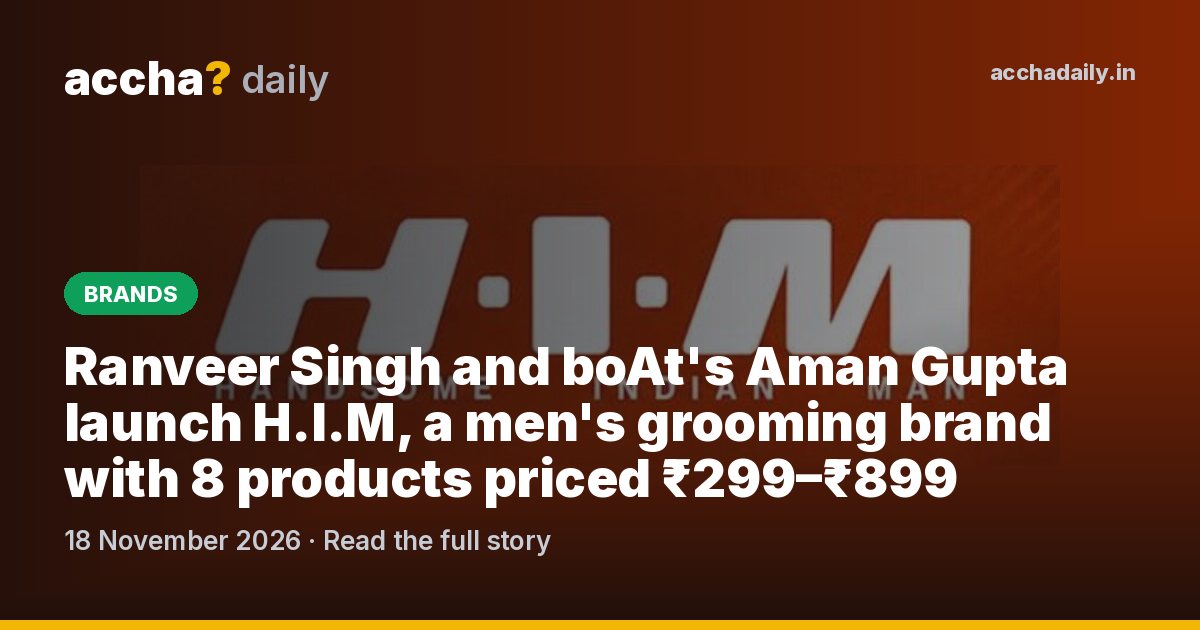 accha? daily
acchadaily.in
H·I·M
BRANDS
Ranveer Singh and boAt's Aman Gupta
HANDSOME INDIAN MAN
launch H.I.M, a men's grooming brand
with 8 products priced ₹299–₹899
18 November 2026 · Read the full story